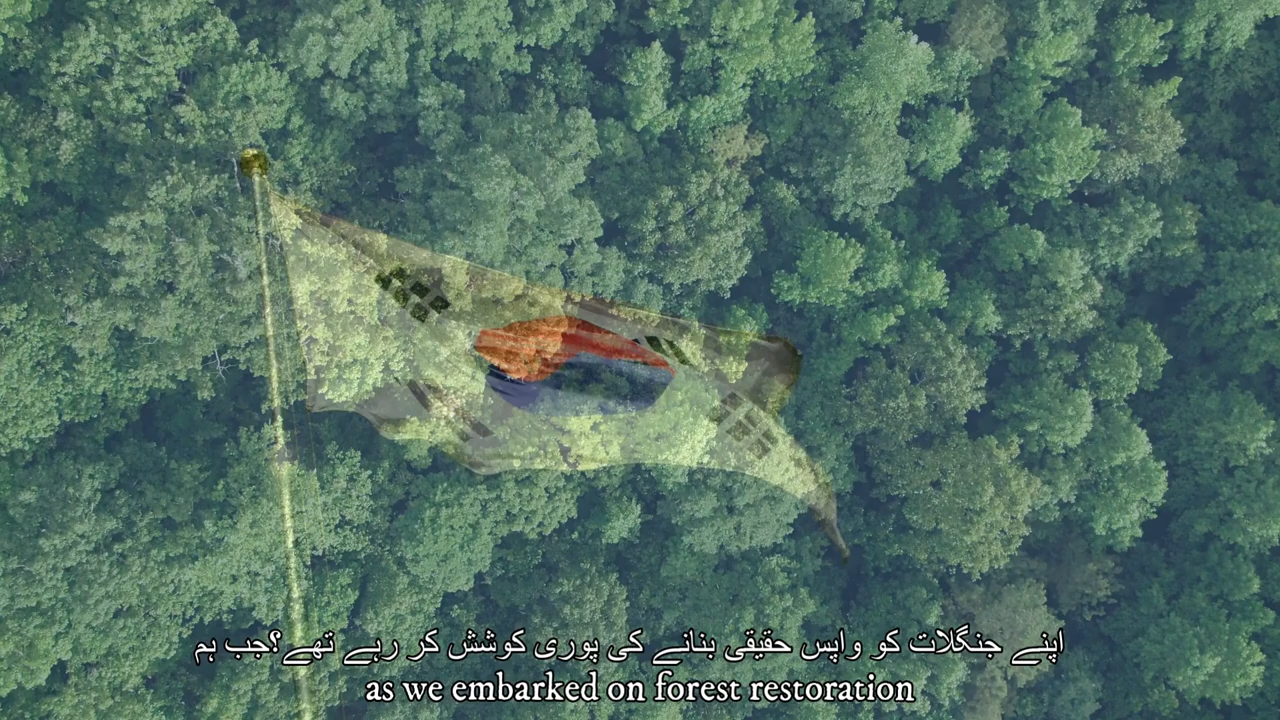 اپنے جنگلات کو واپس حقیقی بنانے کی پوری کوشش کر رہے تھے؟جب ہم
as we embarked on forest restoration